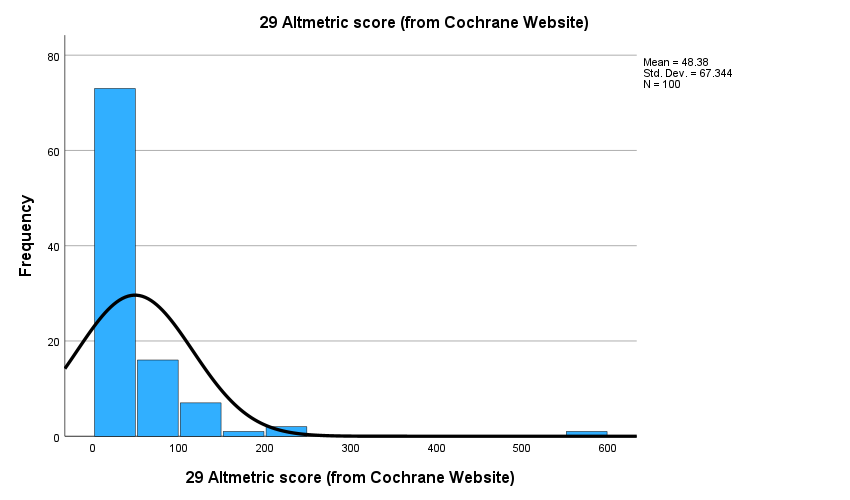 29 Altmetric score (from Cochrane Website)
Mean = 48.38
Std. Dev. = 67.344
N = 100
80
60
40
20
0
Frequency
0 100 200 300 400 500 600
29 Altmetric score (from Cochrane Website)